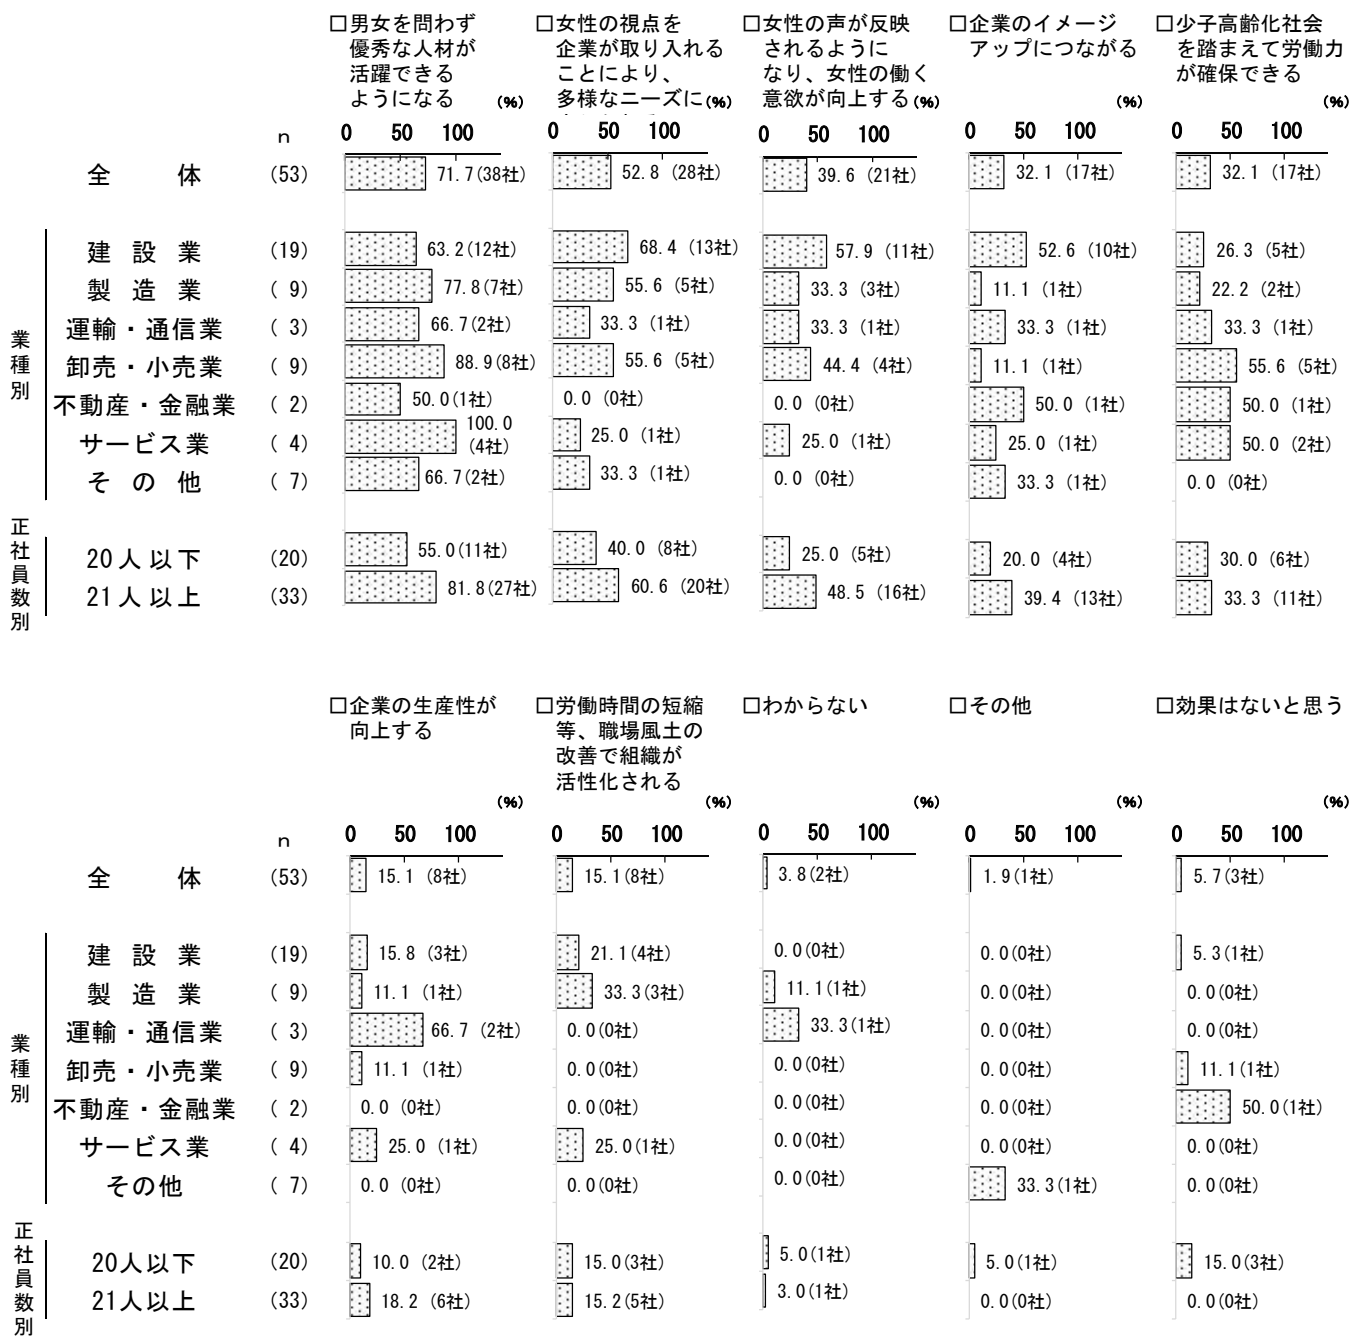 □男女を問わず
優秀な人材が
活躍できる
ようになる
(%)
□女性の視点を
企業が取り入れる
ことにより、
多様なニーズに
(%)
□女性の声が反映
されるように
なり、女性の働く
意欲が向上する
(%)
□企業のイメージ
アップにつながる
(%)
□少子高齢化社会
を踏まえて労働力
が確保できる
(%)
n 0 50 100 0 50 100 0 50 100 0 50 100 0 50 100
全体 (53) 71.7(38社) 52.8 (28社) 39.6 (21社) 32.1 (17社) 32.1 (17社)
業種別
建設業 (19) 63.2(12社) 68.4 (13社) 57.9 (11社) 52.6 (10社) 26.3 (5社)
製造業 ( 9) 77.8(7社) 55.6 (5社) 33.3 (3社) 11.1 (1社) 22.2 (2社)
運輸・通信業 ( 3) 66.7(2社) 33.3 (1社) 33.3 (1社) 33.3 (1社) 33.3 (1社)
卸売・小売業 ( 9) 88.9(8社) 55.6 (5社) 44.4 (4社) 11.1 (1社) 55.6 (5社)
不動産・金融業 ( 2) 50.0(1社) 0.0 (0社) 0.0 (0社) 50.0 (1社) 50.0 (1社)
サービス業 ( 4) 100.0 (4社) 25.0 (1社) 25.0 (1社) 25.0 (1社) 50.0 (2社)
その他 ( 7) 66.7(2社) 33.3 (1社) 0.0 (0社) 33.3 (1社) 0.0 (0社)
正社員数別
20人以下 (20) 55.0(11社) 40.0 (8社) 25.0 (5社) 20.0 (4社) 30.0 (6社)
21人以上 (33) 81.8(27社) 60.6 (20社) 48.5 (16社) 39.4 (13社) 33.3 (11社)
□企業の生産性が
向上する
(%)
□労働時間の短縮
等、職場風土の
改善で組織が
活性化される
(%)
□わからない
(%)
□その他
(%)
□効果はないと思う
(%)
n 0 50 100 0 50 100 0 50 100 0 50 100 0 50 100
全体 (53) 15.1 (8社) 15.1(8社) 3.8(2社) 1.9(1社) 5.7(3社)
業種別
建設業 (19) 15.8 (3社) 21.1(4社) 0.0(0社) 0.0(0社) 5.3(1社)
製造業 ( 9) 11.1 (1社) 33.3(3社) 11.1(1社) 0.0(0社) 0.0(0社)
運輸・通信業 ( 3) 66.7 (2社) 0.0(0社) 33.3(1社) 0.0(0社) 0.0(0社)
卸売・小売業 ( 9) 11.1 (1社) 0.0(0社) 0.0(0社) 0.0(0社) 11.1(1社)
不動産・金融業 ( 2) 0.0 (0社) 0.0(0社) 0.0(0社) 0.0(0社) 50.0(1社)
サービス業 ( 4) 25.0 (1社) 25.0(1社) 0.0(0社) 0.0(0社) 0.0(0社)
その他 ( 7) 0.0 (0社) 0.0(0社) 0.0(0社) 33.3(1社) 0.0(0社)
正社員数別
20人以下 (20) 10.0 (2社) 15.0(3社) 5.0(1社) 5.0(1社) 15.0(3社)
21人以上 (33) 18.2 (6社) 15.2(5社) 3.0(1社) 0.0(0社) 0.0(0社)